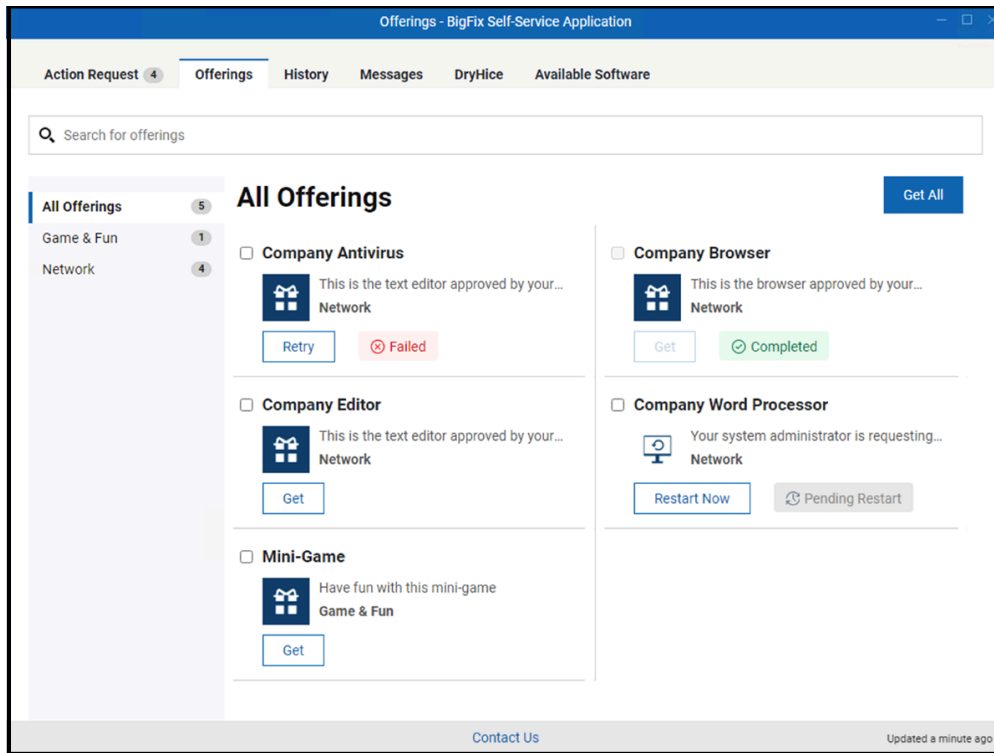 Offerings - BigFix Self-Service Application
Action Request 4 Offerings History Messages DryHice Available Software
Search for offerings
All Offerings 5
Game & Fun 1
Network 4
All Offerings
Get All
Company Antivirus
This is the text editor approved by your...
Network
Retry Failed
Company Browser
This is the browser approved by your...
Network
Get Completed
Company Editor
This is the text editor approved by your...
Network
Get
Company Word Processor
Your system administrator is requesting...
Network
Restart Now Pending Restart
Mini-Game
Have fun with this mini-game
Game & Fun
Get
Contact Us
Updated a minute ago